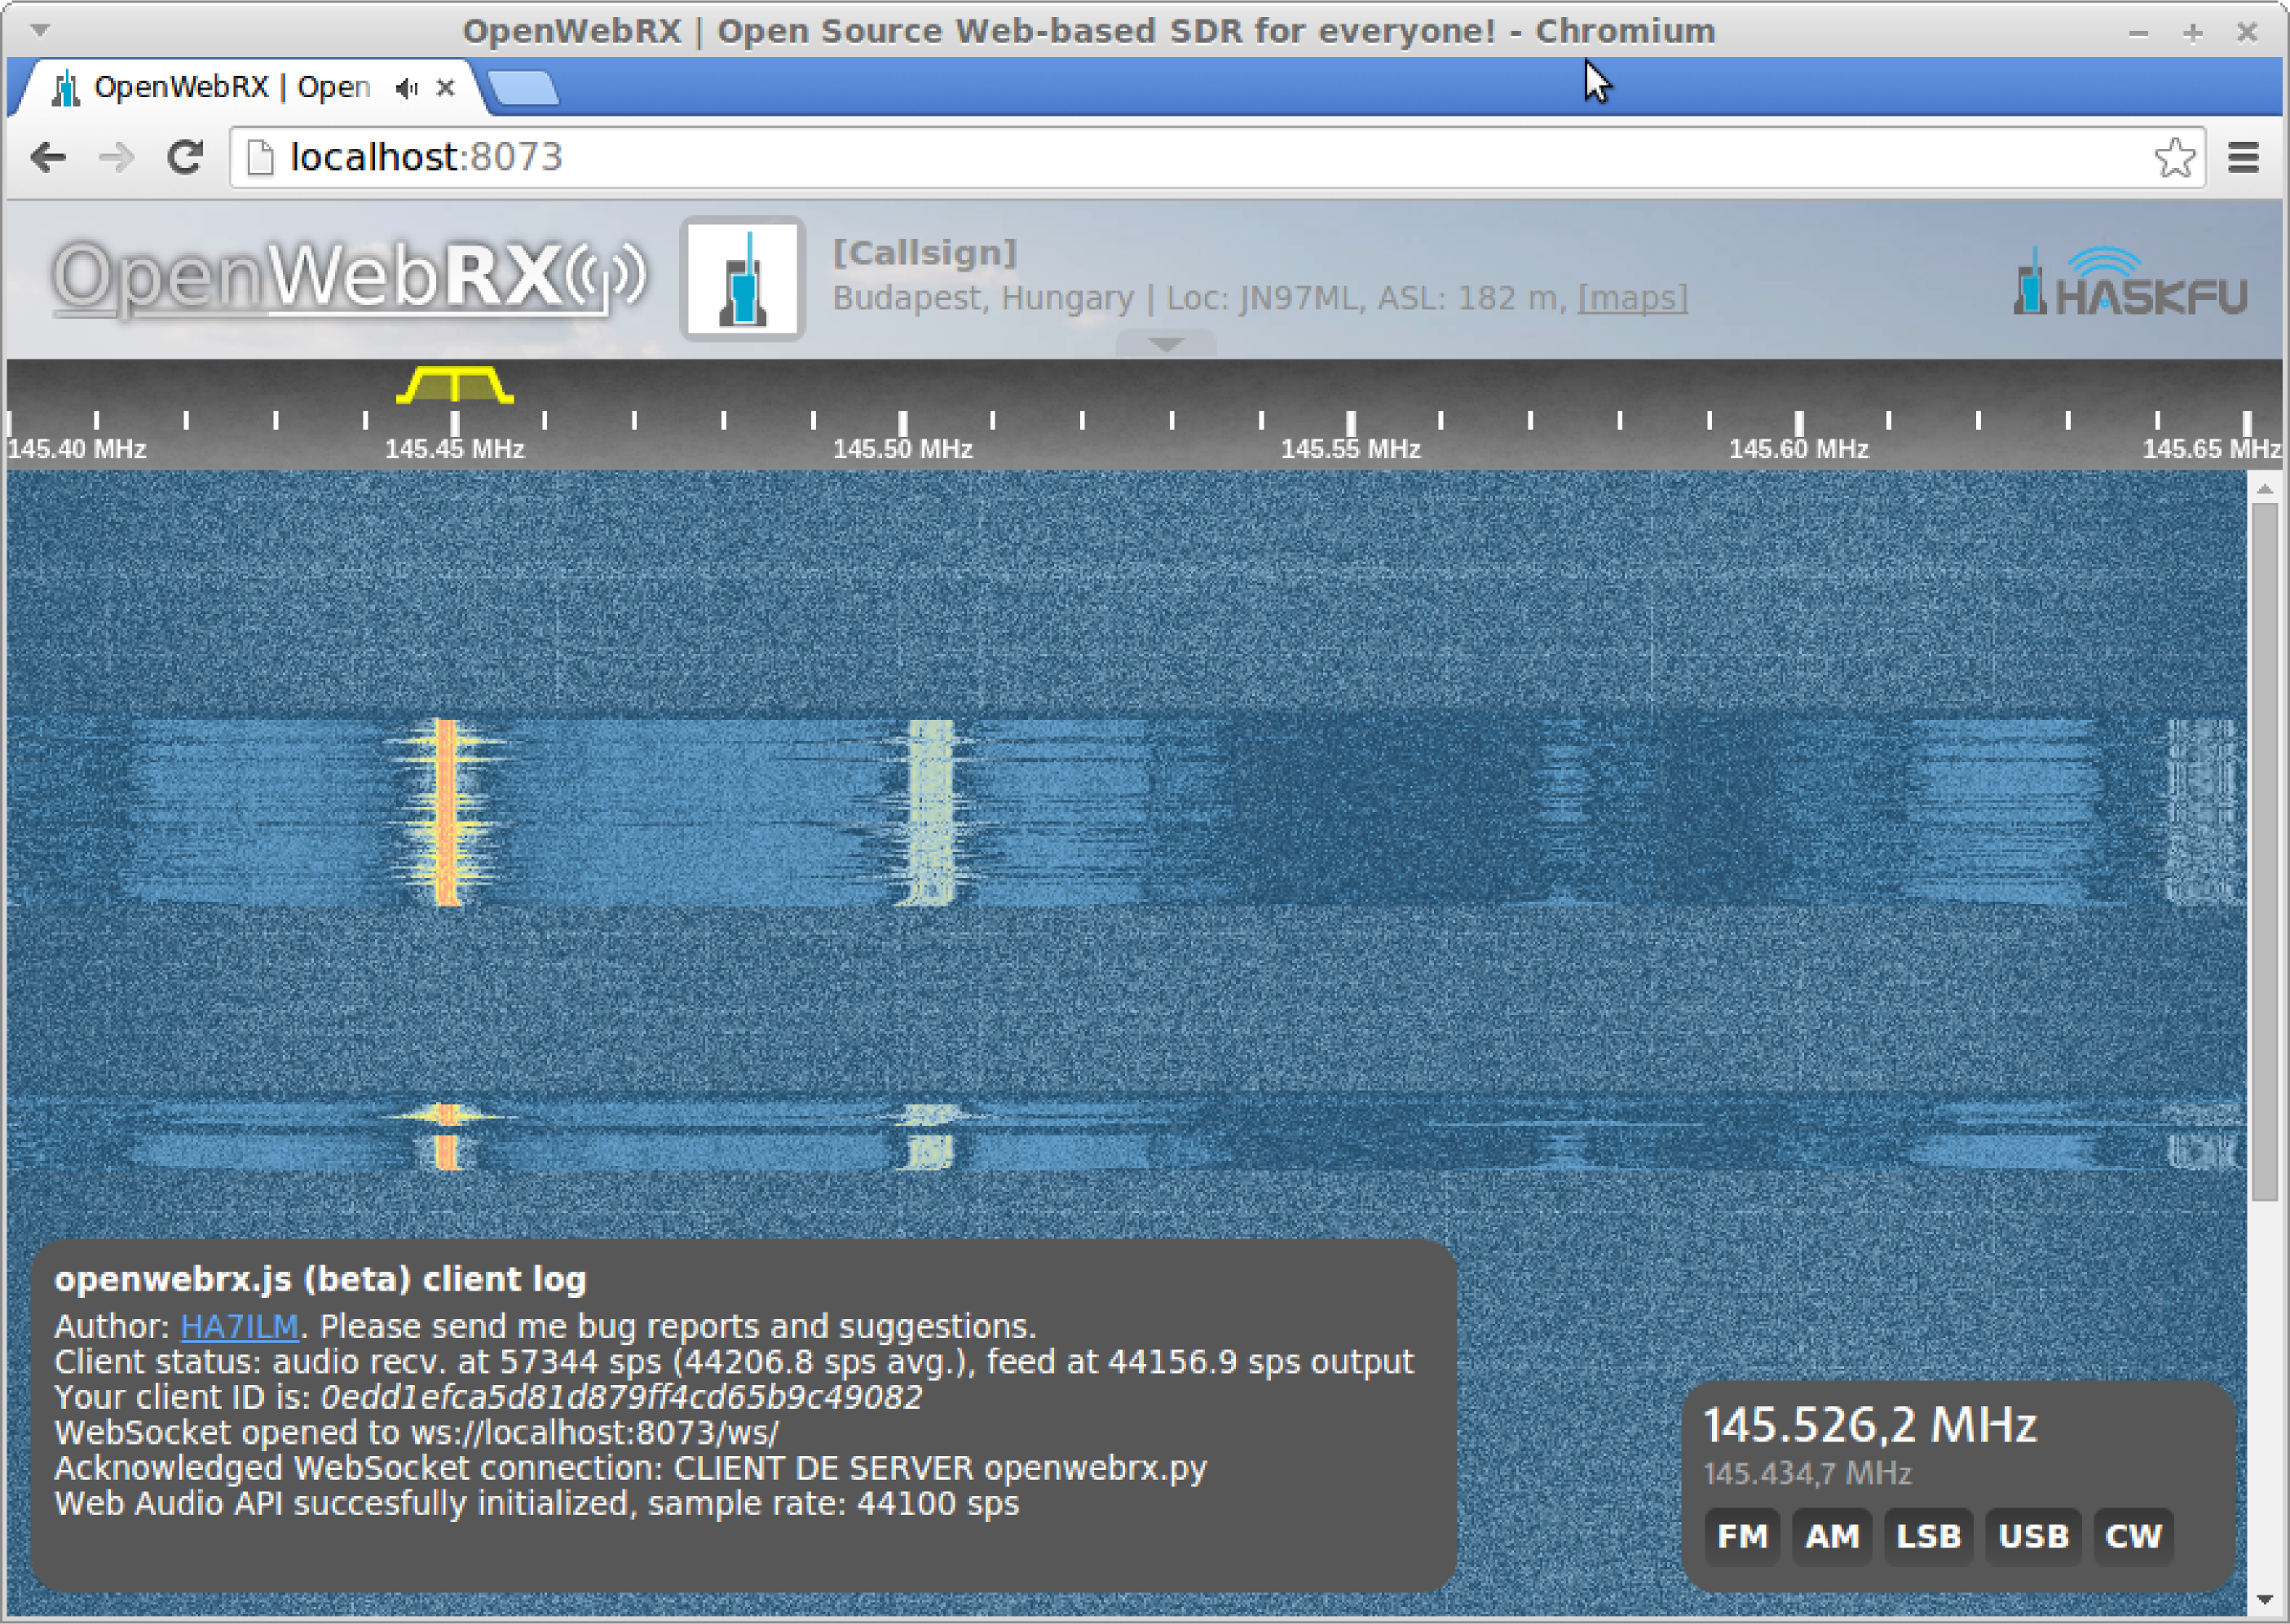 OpenWebRX | Open Source Web-based SDR for everyone! - Chromium
OpenWebRX | Open
localhost:8073
OpenWebRX
[Callsign]
Budapest, Hungary | Loc: JN97ML, ASL: 182 m, [maps]
HA5KFU
145.40 MHz 145.45 MHz 145.50 MHz 145.55 MHz 145.60 MHz 145.65 MHz
openwebrx.js (beta) client log
Author: HA7ILM. Please send me bug reports and suggestions.
Client status: audio recv. at 57344 sps (44206.8 sps avg.), feed at 44156.9 sps output
Your client ID is: 0edd1efca5d81d879ff4cd65b9c49082
WebSocket opened to ws://localhost:8073/ws/
Acknowledged WebSocket connection: CLIENT DE SERVER openwebrx.py
Web Audio API succesfully initialized, sample rate: 44100 sps
145.526,2 MHz
145.434,7 MHz
FM AM LSB USB CW